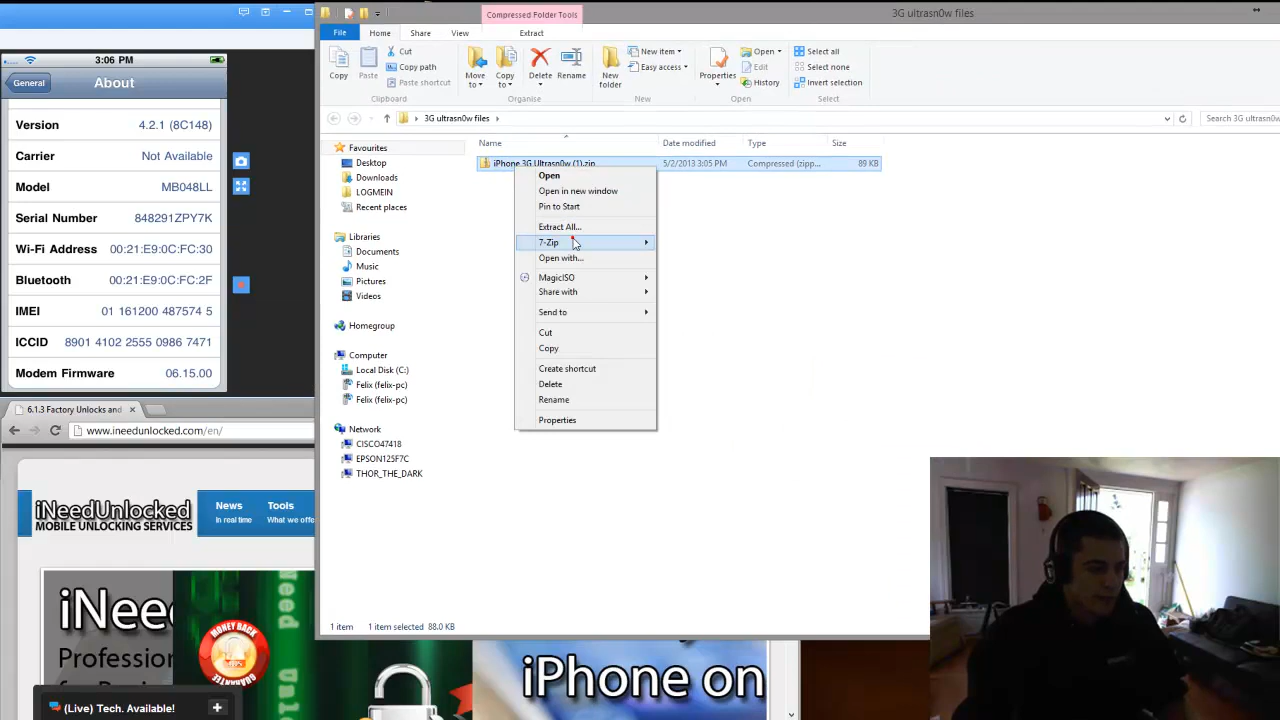 3:06 PM
General
About
Version 4.2.1 (8C148)
Carrier Not Available
Model MB048LL
Serial Number 848291ZPY7K
Wi-Fi Address 00:21:E9:0C:FC:30
Bluetooth 00:21:E9:0C:FC:2F
IMEI 01 161200 487574 5
ICCID 8901 4102 2555 0986 7471
Modem Firmware 06.15.00
Compressed Folder Tools
3G ultrasn0w files
File Home Share View Extract
Copy
Paste
Cut
Copy path
Paste shortcut
Clipboard
Move to
Copy to
Delete
Rename
Organise
New folder
New item
Easy access
New
Properties
Open
Edit
History
Open
Select all
Select none
Invert selection
Select
3G ultrasn0w files
Search 3G ultrasn0w
Favourites
Desktop
Downloads
LOGMEIN
Recent places
Libraries
Documents
Music
Pictures
Videos
Homegroup
Computer
Local Disk (C:)
Felix (felix-pc)
Felix (felix-pc)
Network
CISCO47418
EPSON125F7C
THOR_THE_DARK
Name Date modified Type Size
iPhone 3G Ultrasn0w (1).zip 5/2/2013 3:05 PM Compressed (zipp... 89 KB
Open
Open in new window
Pin to Start
Extract All...
7-Zip
Open with...
MagicISO
Share with
Send to
Cut
Copy
Create shortcut
Delete
Rename
Properties
1 item 1 item selected 88.0 KB
6.1.3 Factory Unlocks and
www.ineedunlocked.com/en/
iNeedUnlocked
MOBILE UNLOCKING SERVICES
News
In real time
Tools
What we offe
iNee
Profession
Need
MONEY BACK
GUARANTEE
iPhone on
(Live) Tech. Available!